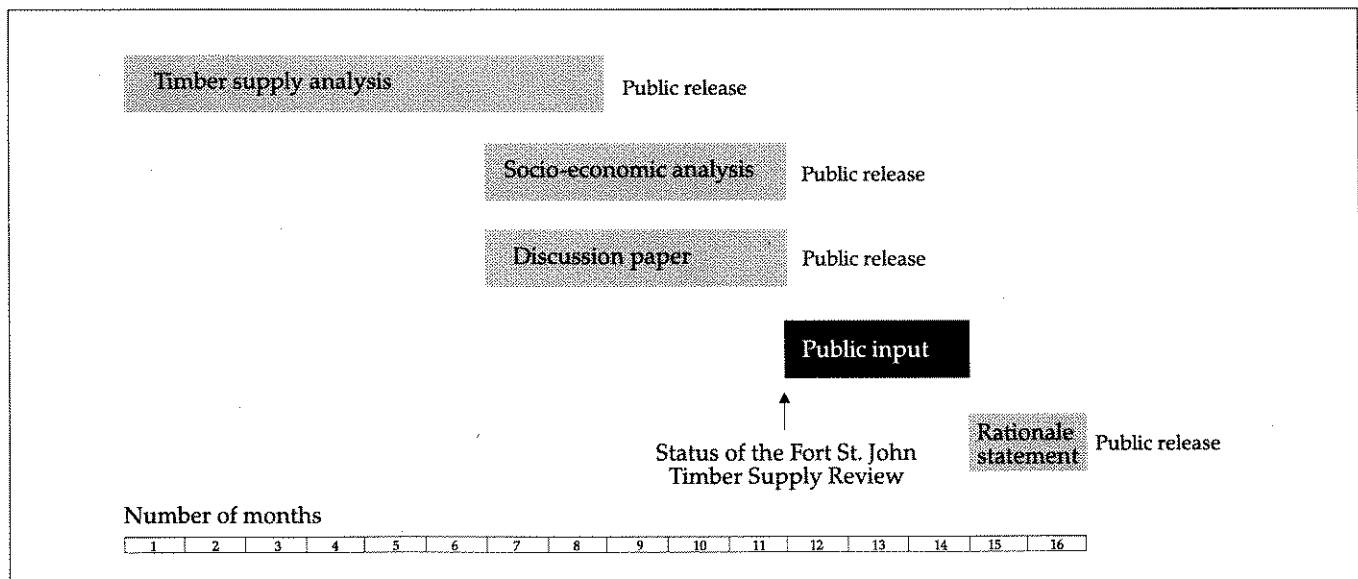 Timber supply analysis
Public release
Socio-economic analysis
Public release
Discussion paper
Public release
Public input
Status of the Fort St. John
Timber Supply Review
Rationale
statement
Public release
Number of months
1 2 3 4 5 6 7 8 9 10 11 12 13 14 15 16